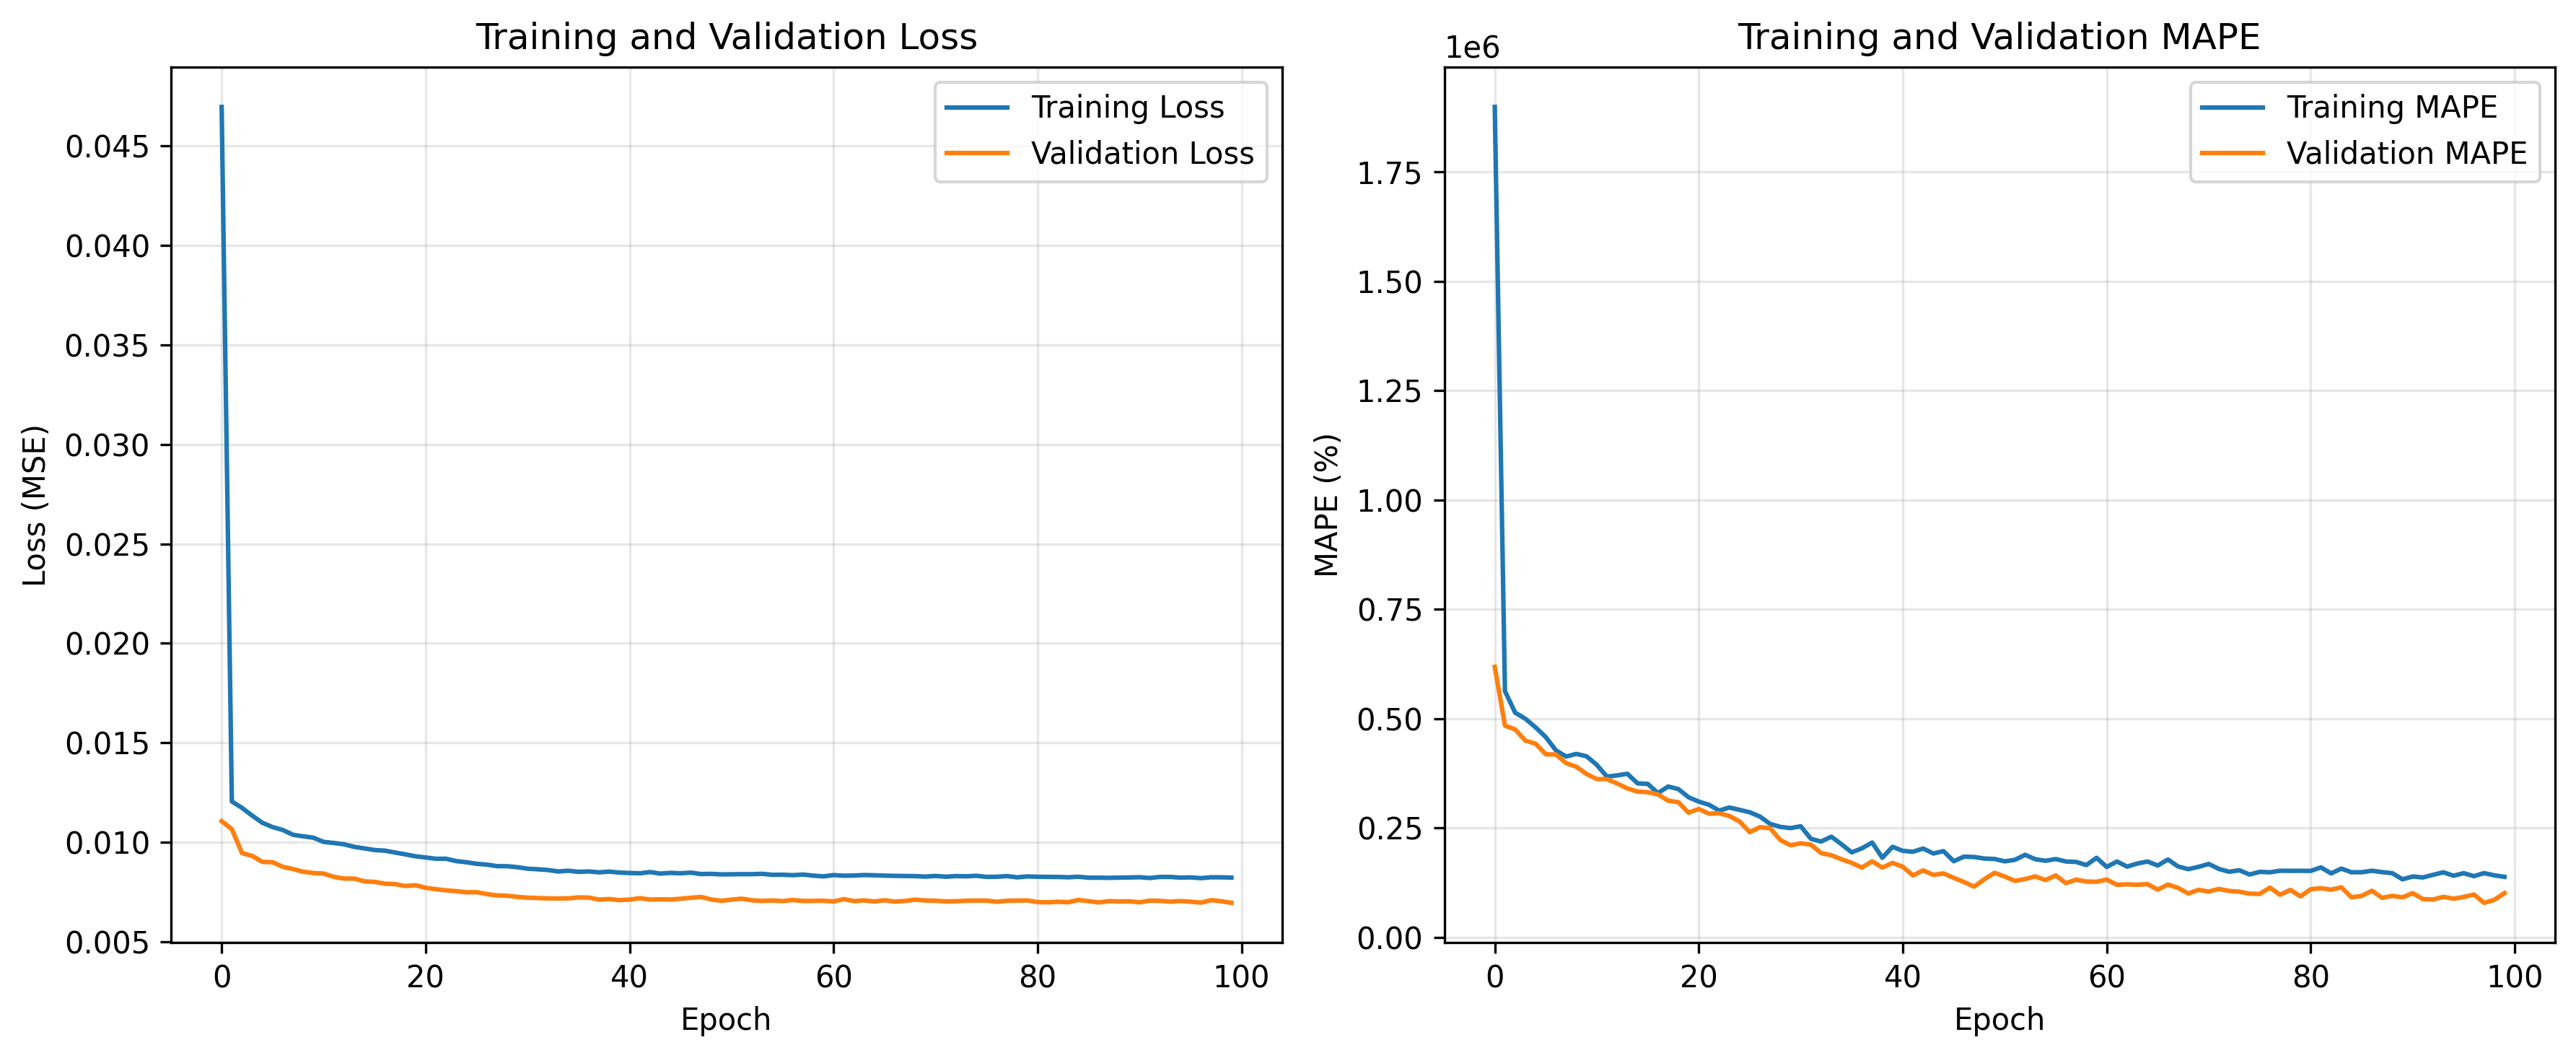 Training and Validation Loss
Training Loss
Validation Loss
0.045
0.040
0.035
0.030
0.025
0.020
0.015
0.010
0.005
Loss (MSE)
0 20 40 60 80 100
Epoch
Training and Validation MAPE
1e6
Training MAPE
Validation MAPE
1.75
1.50
1.25
1.00
0.75
0.50
0.25
0.00
MAPE (%)
0 20 40 60 80 100
Epoch